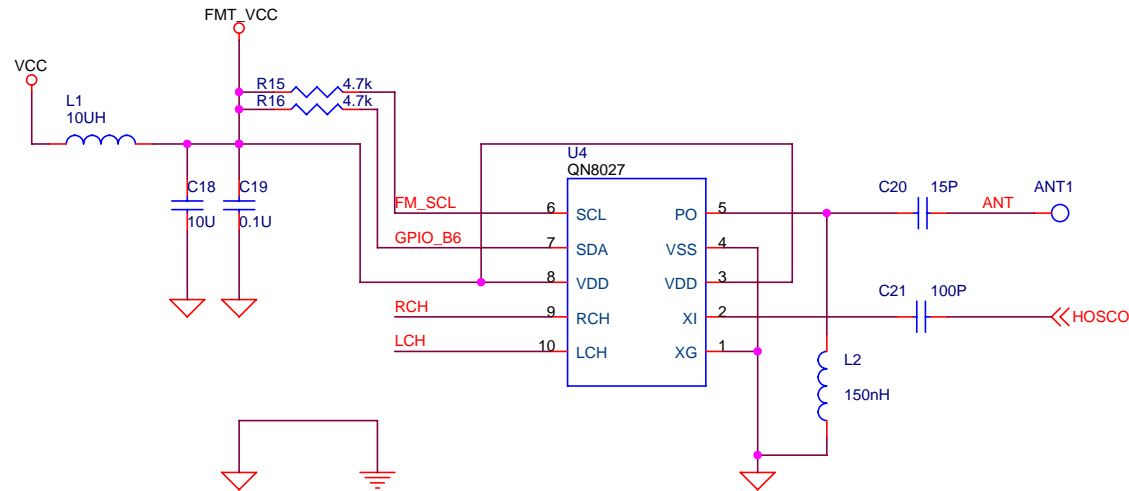 FMT_VCC
VCC
R15 4.7k
R16 4.7k
L1
10UH
U4
QN8027
C18
10U
C19
0.1U
FM_SCL
GPIO_B6
RCH
LCH
6 SCL PO 5
7 SDA VSS 4
8 VDD VDD 3
9 RCH XI 2
10 LCH XG 1
C20 15P
ANT
ANT1
C21 100P
HOSCO
L2
150nH